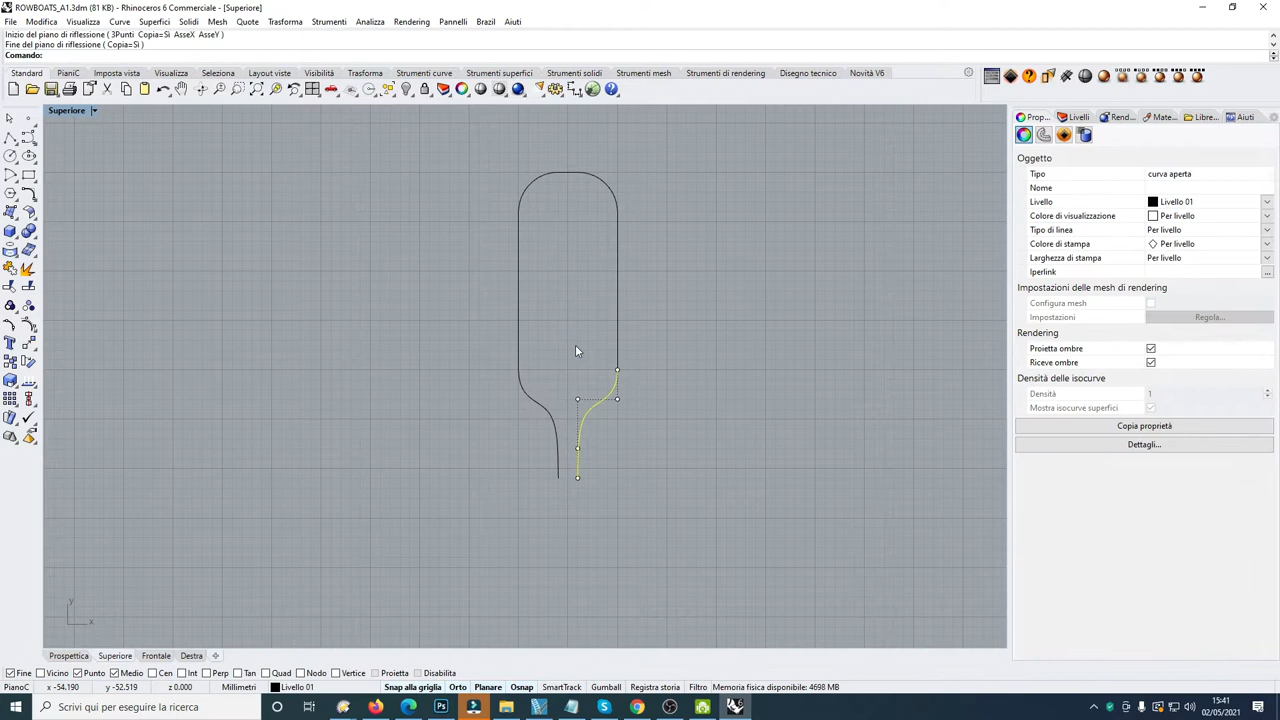 ROWBOATS_A1.3dm (81 KB) - Rhinoceros 6 Commerciale - [Superiore]
File Modifica Visualizza Curve Superfici Solidi Mesh Quote Trasforma Strumenti Analizza Rendering Pannelli Brazil Aiuti
Inizio del piano di riflessione ( 3Punti Copia=Sì AsseX AsseY )
Fine del piano di riflessione ( Copia=Sì )
Comando:
Standard PianiC Imposta vista Visualizza Seleziona Layout viste Visibilità Trasforma Strumenti curve Strumenti superfici Strumenti solidi Strumenti mesh Strumenti di rendering Disegno tecnico Novità V6
Superiore
Prop... Livelli Rend... Mate... Libre... Aiuti
Oggetto
Tipo curva aperta
Nome
Livello Livello 01
Colore di visualizzazione Per livello
Tipo di linea Per livello
Colore di stampa Per livello
Larghezza di stampa Per livello
Iperlink ...
Impostazioni delle mesh di rendering
Configura mesh
Impostazioni Regola...
Rendering
Proietta ombre
Riceve ombre
Densità delle isocurve
Densità 1
Mostra isocurve superfici
Copia proprietà
Dettagli...
y
x
Prospettica Superiore Frontale Destra
Fine Vicino Punto Medio Cen Int Perp Tan Quad Nodo Vertice Proietta Disabilita
PianoC x -54.190 y -52.519 z 0.000 Millimetri Livello 01 Snap alla griglia Orto Planare Osnap SmartTrack Gumball Registra storia Filtro Memoria fisica disponibile: 4698 MB
Scrivi qui per eseguire la ricerca
Ps
15:41
02/05/2021